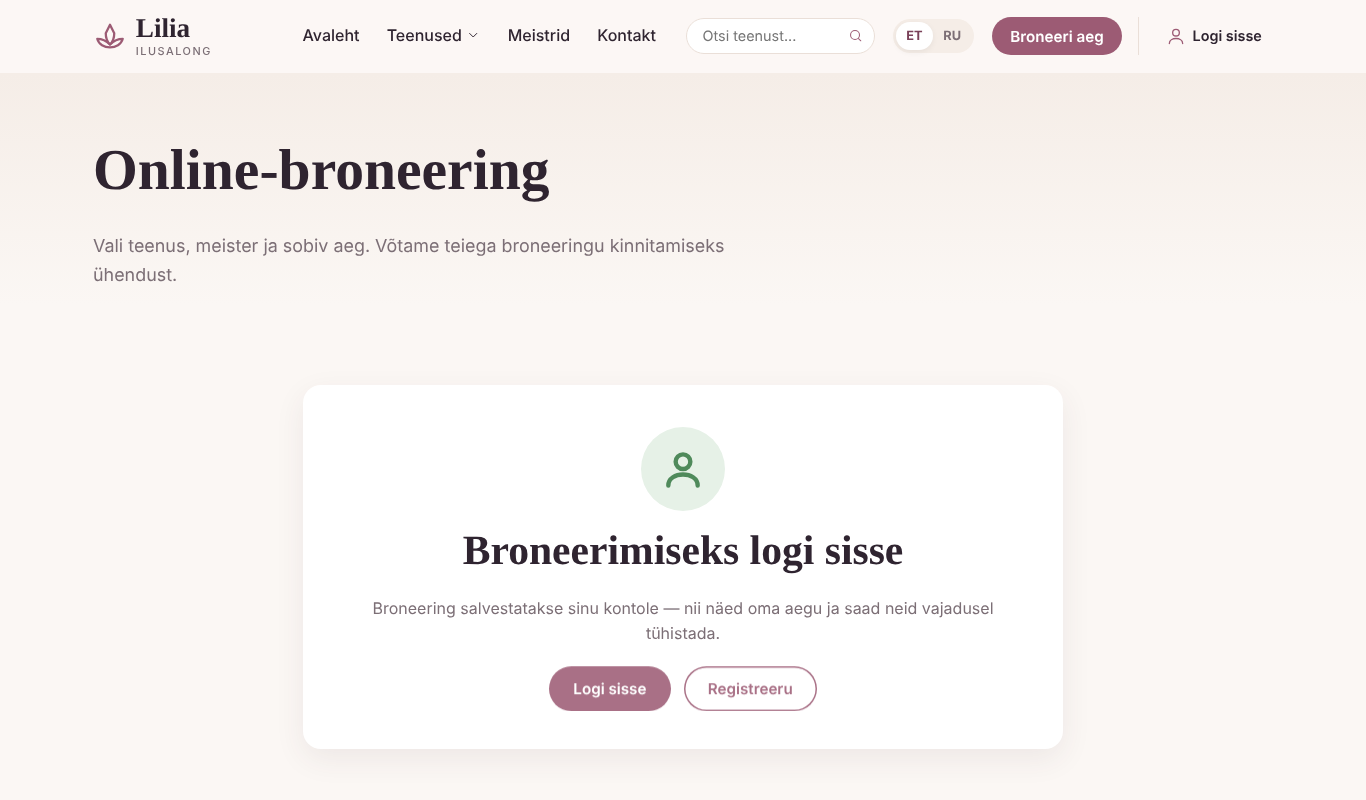 Lilia
ILUSALONG
Avaleht
Teenused
Meistrid
Kontakt
Otsi teenust...
ET
RU
Broneeri aeg
Logi sisse
Online-broneering
Vali teenus, meister ja sobiv aeg. Võtame teiega broneeringu kinnitamiseks
ühendust.
Broneerimiseks logi sisse
Broneering salvestatakse sinu kontole — nii näed oma aegu ja saad neid vajadusel
tühistada.
Logi sisse
Registreeru